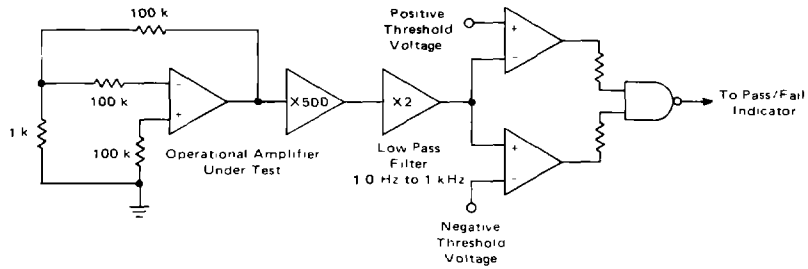 100 k
Positive
Threshold
Voltage
+
-
100 k
-
+
X500
X2
To Pass/Fail
Indicator
1 k
100 k
Operational Amplifier
Under Test
Low Pass
Filter
1 0 Hz to 1 kHz
+
-
Negative
Threshold
Voltage